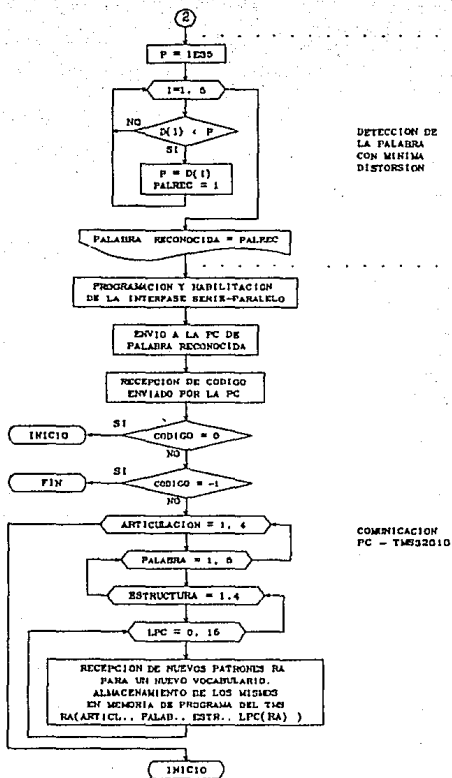 2
P = 1E35
I=1, 5
NO
D(I) < P
SI
P = D(I)
PALREC = I
DETECCION DE
LA PALABRA
CON MINIMA
DISTORSION
PALABRA RECONOCIDA = PALREC
PROGRAMACION Y HABILITACION
DE LA INTERFASE SERIE-PARALELO
ENVIO A LA PC DE
PALABRA RECONOCIDA
RECEPCION DE CODIGO
ENVIADO POR LA PC
SI
INICIO
CODIGO = 0
NO
SI
FIN
CODIGO = -1
NO
ARTICULACION = 1, 4
COMUNICACION
PC - TMS32010
PALABRA = 1, 5
ESTRUCTURA = 1.4
LPC = 0, 15
RECEPCION DE NUEVOS PATRONES RA
PARA UN NUEVO VOCABULARIO.
ALMACENAMIENTO DE LOS MISMOS
EN MEMORIA DE PROGRAMA DEL TMS
RA(ARTICL., PALAB., ESTR., LPC(RA) )
INICIO